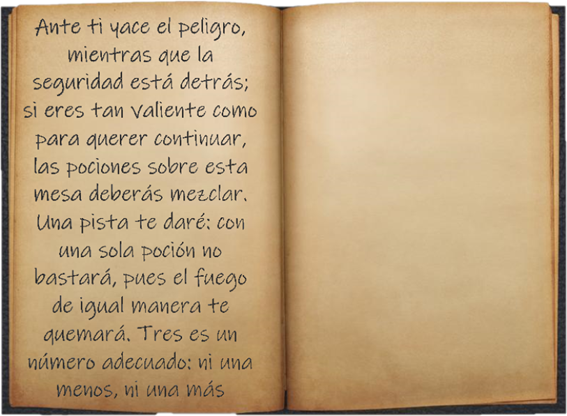 Ante ti yace el peligro,
mientras que la
seguridad está detrás;
si eres tan valiente como
para querer continuar,
las pociones sobre esta
mesa deberás mezclar.
Una pista te daré: con
una sola poción no
bastará, pues el fuego
de igual manera te
quemará. Tres es un
número adecuado: ni una
menos, ni una más